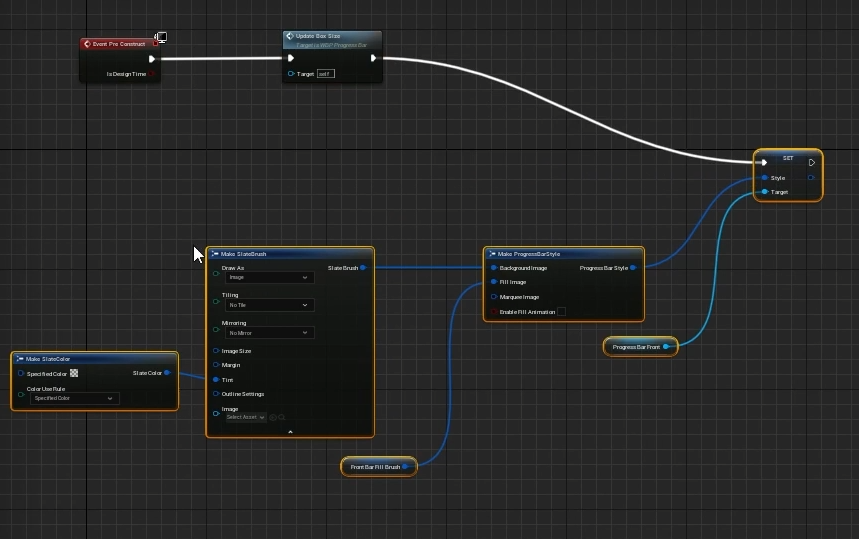 Event Pre Construct
Is Design Time
Update Box Size
Target is WBP Progress Bar
Target self
SET
Style
Target
Make SlateBrush
Draw As
Image
Tiling
No Tile
Mirroring
No Mirror
Image Size
Margin
Tint
Outline Settings
Image
Select Asset
Slate Brush
Make ProgressBarStyle
Background Image
Progress Bar Style
Fill Image
Marquee Image
Enable Fill Animation
Progress Bar Front
Make SlateColor
Specified Color
Slate Color
Color Use Rule
Specified Color
Front Bar Fill Brush